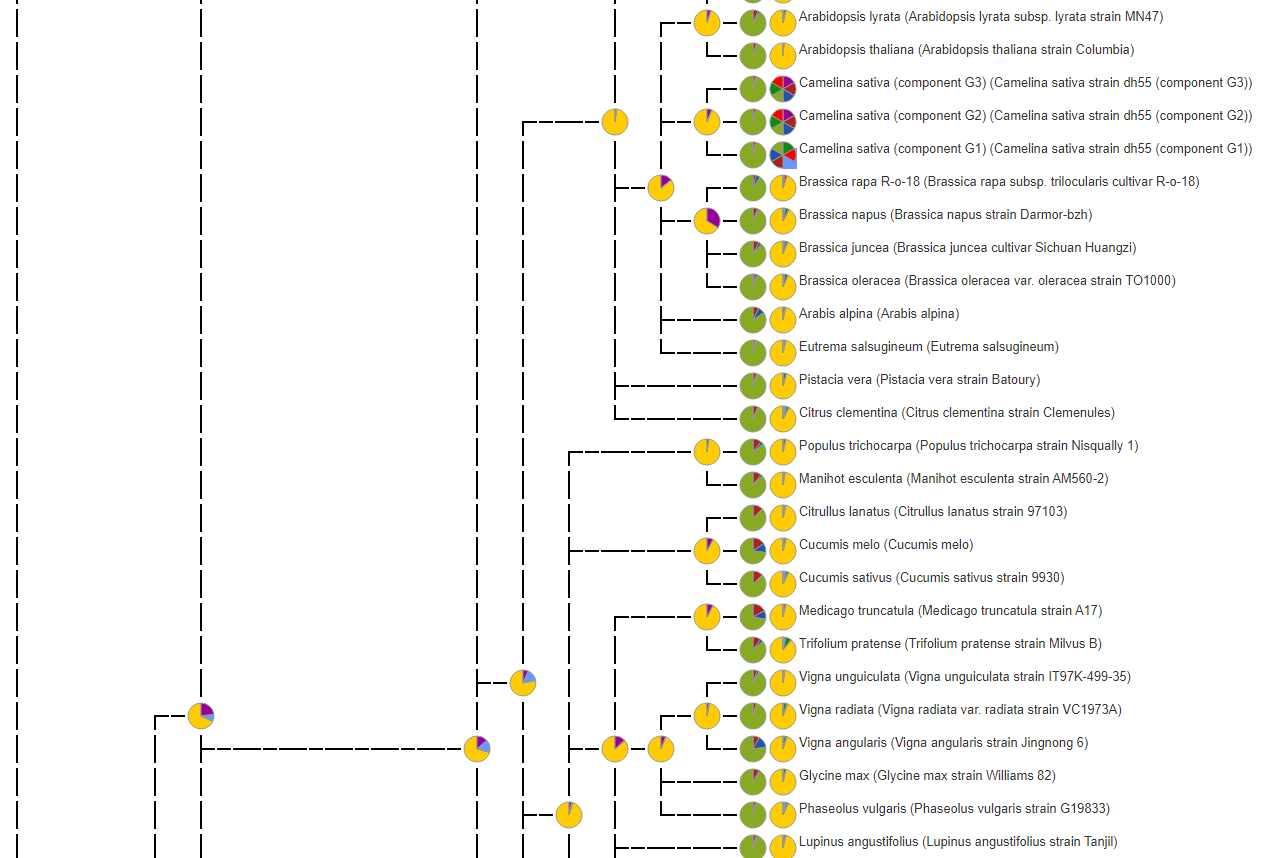 Arabidopsis lyrata (Arabidopsis lyrata subsp. lyrata strain MN47)
Arabidopsis thaliana (Arabidopsis thaliana strain Columbia)
Camelina sativa (component G3) (Camelina sativa strain dh55 (component G3))
Camelina sativa (component G2) (Camelina sativa strain dh55 (component G2))
Camelina sativa (component G1) (Camelina sativa strain dh55 (component G1))
Brassica rapa R-o-18 (Brassica rapa subsp. trilocularis cultivar R-o-18)
Brassica napus (Brassica napus strain Darmor-bzh)
Brassica juncea (Brassica juncea cultivar Sichuan Huangzi)
Brassica oleracea (Brassica oleracea var. oleracea strain TO1000)
Arabis alpina (Arabis alpina)
Eutrema salsugineum (Eutrema salsugineum)
Pistacia vera (Pistacia vera strain Batoury)
Citrus clementina (Citrus clementina strain Clemenules)
Populus trichocarpa (Populus trichocarpa strain Nisqually 1)
Manihot esculenta (Manihot esculenta strain AM560-2)
Citrullus lanatus (Citrullus lanatus strain 97103)
Cucumis melo (Cucumis melo)
Cucumis sativus (Cucumis sativus strain 9930)
Medicago truncatula (Medicago truncatula strain A17)
Trifolium pratense (Trifolium pratense strain Milvus B)
Vigna unguiculata (Vigna unguiculata strain IT97K-499-35)
Vigna radiata (Vigna radiata var. radiata strain VC1973A)
Vigna angularis (Vigna angularis strain Jingnong 6)
Glycine max (Glycine max strain Williams 82)
Phaseolus vulgaris (Phaseolus vulgaris strain G19833)
Lupinus angustifolius (Lupinus angustifolius strain Tanjil)